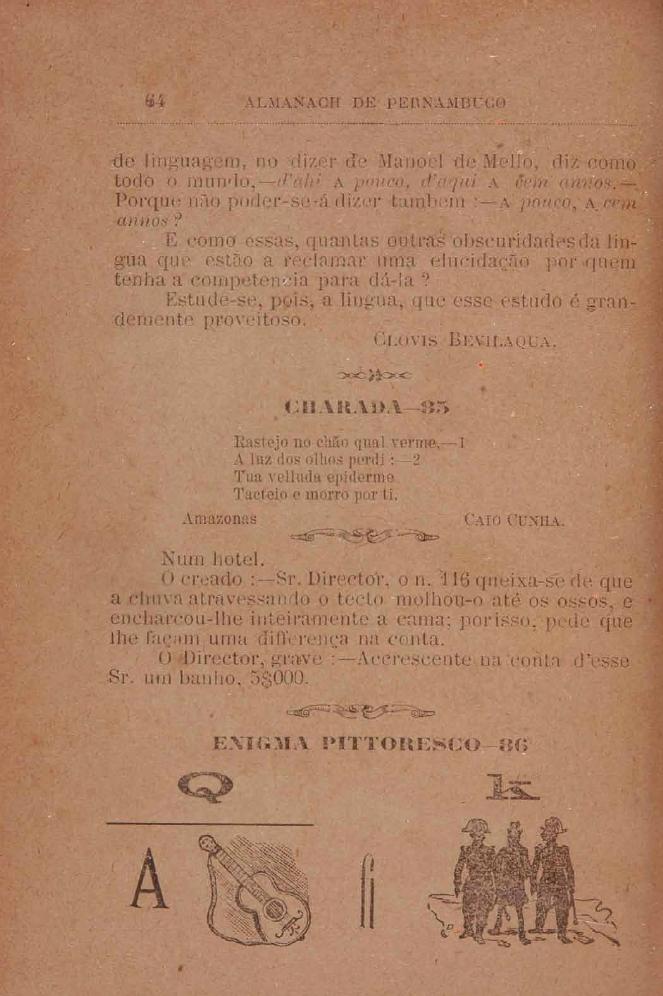 64 ALMANACH DE PERNAMBUCO
de linguagem, no dizer de Manoel de Mello, diz como
todo o mundo,—d'ahi A pouco, d'aqui A cem annos.—
Porque não poder-se-á dizer tambem :—A pouco, A cem
annos ?
E como essas, quantas outras obscuridades da lin-
gua que estão a reclamar uma elucidação por quem
tenha a competencia para dá-la ?
Estude-se, pois, a lingua, que esse estudo é gran-
demente proveitoso.
CLOVIS BEVILAQUA.
CHARADA—85
Rastejo no chão qual verme,—1
A luz dos olhos perdi :—2
Tua velluda epiderme
Tacteio e morro por ti.
Amazonas CAIO CUNHA.
Num hotel.
O creado :—Sr. Director, o n. 116 queixa-se de que
a chuva atravessando o tecto molhou-o até os ossos, e
encharcou-lhe inteiramente a cama; por isso, pede que
lhe façam uma differença na conta.
O Director, grave :—Accrescente na conta d'esse
Sr. um banho, 5$000.
ENIGMA PITTORESCO—86
Q k
A fi